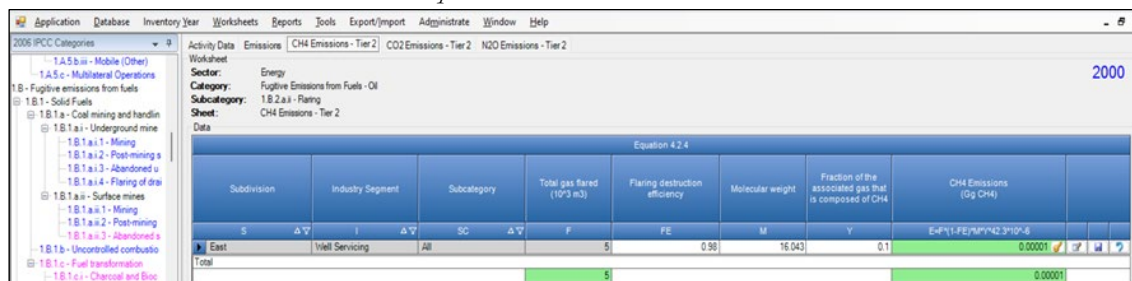 Application Database Inventory Year Worksheets Reports Tools Export/Import Administrate Window Help
2006 IPCC Categories
1.A.5.b.iii - Mobile (Other)
1.A.5.c - Multilateral Operations
1.B - Fugitive emissions from fuels
1.B.1 - Solid Fuels
1.B.1.a - Coal mining and handlin
1.B.1.a.i - Underground mine
1.B.1.a.i.1 - Mining
1.B.1.a.i.2 - Post-mining s
1.B.1.a.i.3 - Abandoned u
1.B.1.a.i.4 - Flaring of drai
1.B.1.a.ii - Surface mines
1.B.1.a.ii.1 - Mining
1.B.1.a.ii.2 - Post-mining
1.B.1.a.ii.3 - Abandoned s
1.B.1.b - Uncontrolled combustio
1.B.1.c - Fuel transformation
1.B.1.c.i - Charcoal and Bioc
Activity Data Emissions CH4 Emissions - Tier 2 CO2 Emissions - Tier 2 N2O Emissions - Tier 2
Worksheet
Sector: Energy
Category: Fugitive Emissions from Fuels - Oil
Subcategory: 1.B.2.a.ii - Flaring
Sheet: CH4 Emissions - Tier 2
2000
Data
Equation 4.2.4
Subdivision Industry Segment Subcategory Total gas flared (10^3 m3) Flaring destruction efficiency Molecular weight Fraction of the associated gas that is composed of CH4 CH4 Emissions (Gg CH4)
S I SC F FE M Y E=F*(1-FE)*M*Y*42.3*10^-6
East Well Servicing All 5 0.98 16.043 0.1 0.00001
Total
5 0.00001